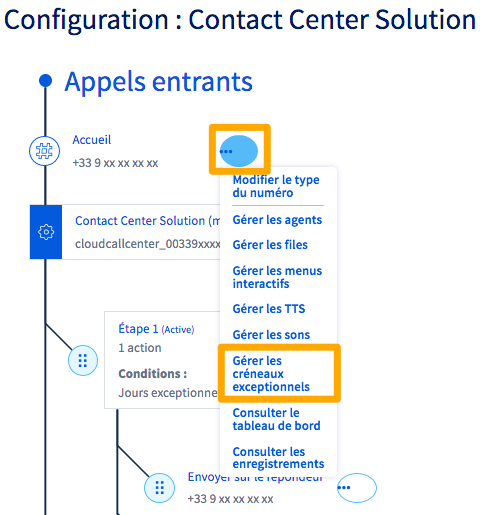 Configuration : Contact Center Solution
Appels entrants
Accueil
+33 9 xx xx xx xx
•••
Modifier le type
du numéro
Contact Center Solution (m
cloudcallcenter_00339xxxx
Gérer les agents
Gérer les files
Gérer les menus
interactifs
Gérer les TTS
Gérer les sons
Gérer les
créneaux
exceptionnels
Consulter le
tableau de bord
Consulter les
enregistrements
Étape 1 (Active)
1 action
Conditions :
Jours exceptionne
Envoyer sur le répondeur
+33 9 xx xx xx xx
•••